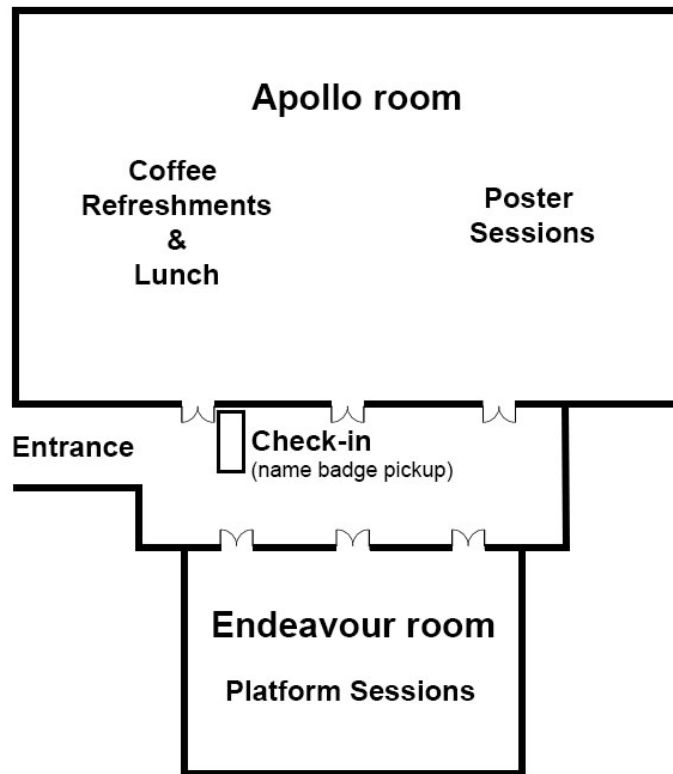 Apollo room
Coffee
Refreshments
&
Lunch
Poster
Sessions
Entrance
Check-in
(name badge pickup)
Endeavour room
Platform Sessions